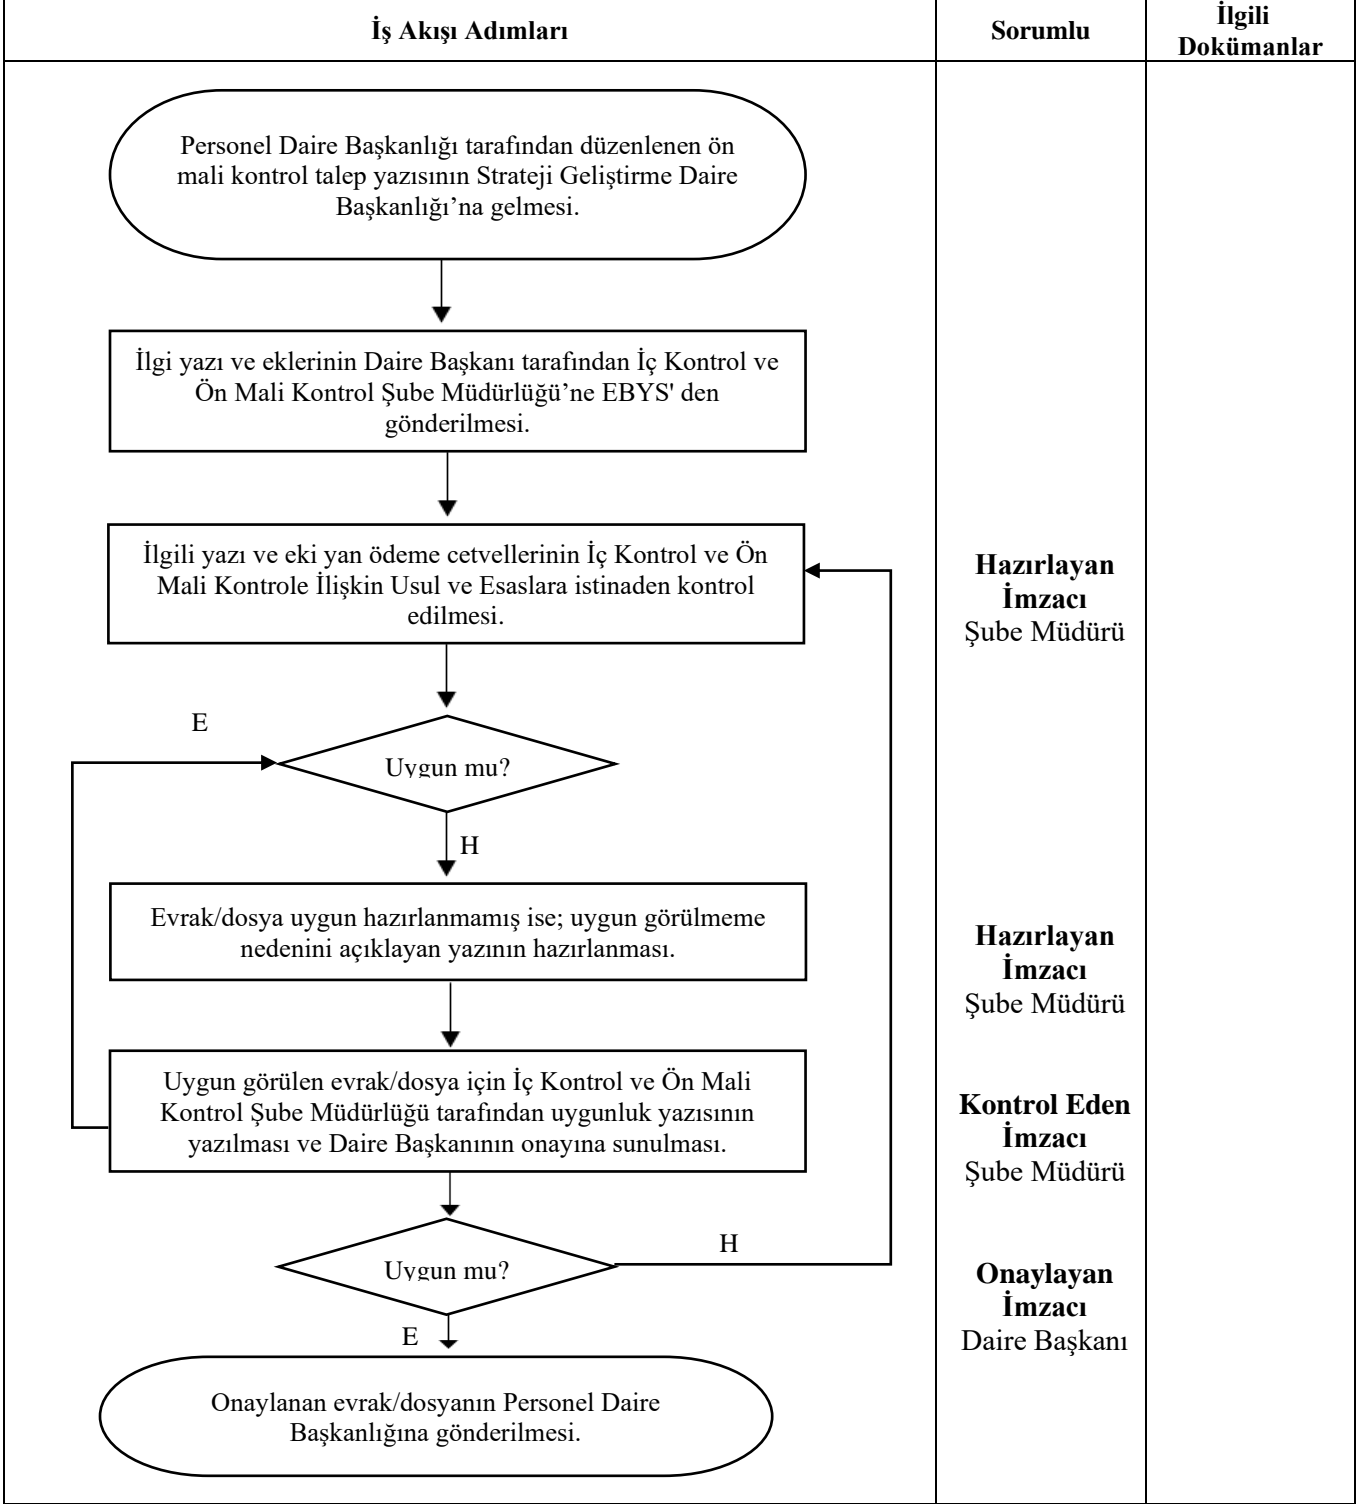 İş Akışı Adımları
Sorumlu
İlgili
Dokümanlar
Personel Daire Başkanlığı tarafından düzenlenen ön
mali kontrol talep yazısının Strateji Geliştirme Daire
Başkanlığı’na gelmesi.
İlgi yazı ve eklerinin Daire Başkanı tarafından İç Kontrol ve
Ön Mali Kontrol Şube Müdürlüğü’ne EBYS' den
gönderilmesi.
İlgili yazı ve eki yan ödeme cetvellerinin İç Kontrol ve Ön
Mali Kontrole İlişkin Usul ve Esaslara istinaden kontrol
edilmesi.
Hazırlayan
İmzacı
Şube Müdürü
E
Uygun mu?
H
Evrak/dosya uygun hazırlanmamış ise; uygun görülmeme
nedenini açıklayan yazının hazırlanması.
Hazırlayan
İmzacı
Şube Müdürü
Uygun görülen evrak/dosya için İç Kontrol ve Ön Mali
Kontrol Şube Müdürlüğü tarafından uygunluk yazısının
yazılması ve Daire Başkanının onayına sunulması.
Kontrol Eden
İmzacı
Şube Müdürü
Uygun mu?
H
E
Onaylayan
İmzacı
Daire Başkanı
Onaylanan evrak/dosyanın Personel Daire
Başkanlığına gönderilmesi.